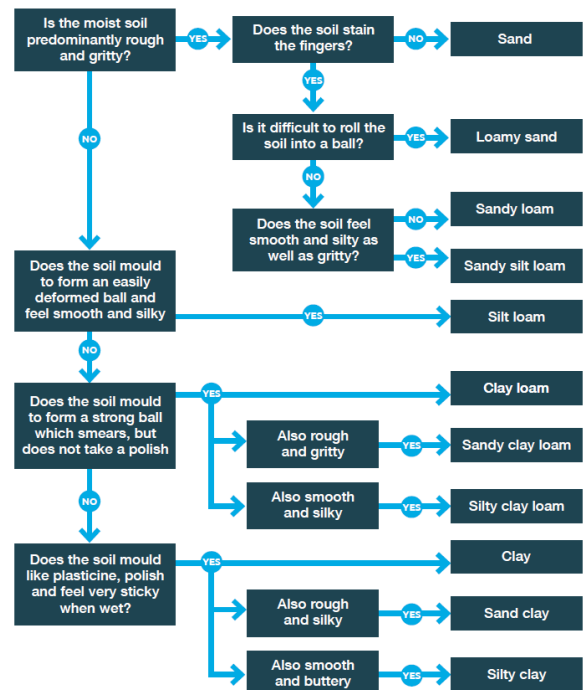 Is the moist soil
predominantly rough
and gritty?
YES
Does the soil stain
the fingers?
NO
Sand
YES
NO
Is it difficult to roll the
soil into a ball?
YES
Loamy sand
NO
Does the soil feel
smooth and silty as
well as gritty?
NO
Sandy loam
YES
Sandy silt loam
Does the soil mould
to form an easily
deformed ball and
feel smooth and silky
YES
Silt loam
NO
Does the soil mould
to form a strong ball
which smears, but
does not take a polish
YES
Clay loam
Also rough
and gritty
YES
Sandy clay loam
Also smooth
and silky
YES
Silty clay loam
NO
Does the soil mould
like plasticine, polish
and feel very sticky
when wet?
YES
Clay
Also rough
and silky
YES
Sand clay
Also smooth
and buttery
YES
Silty clay